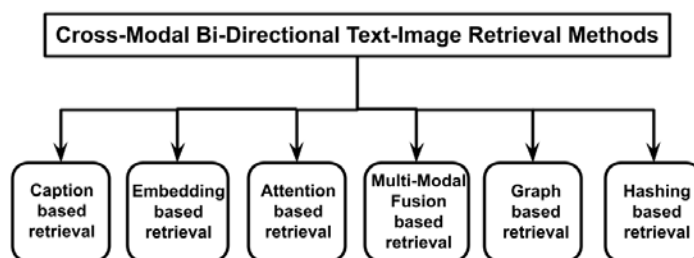 Cross-Modal Bi-Directional Text-Image Retrieval Methods
Caption
based
retrieval
Embedding
based
retrieval
Attention
based
retrieval
Multi-Modal
Fusion
based
retrieval
Graph
based
retrieval
Hashing
based
retrieval